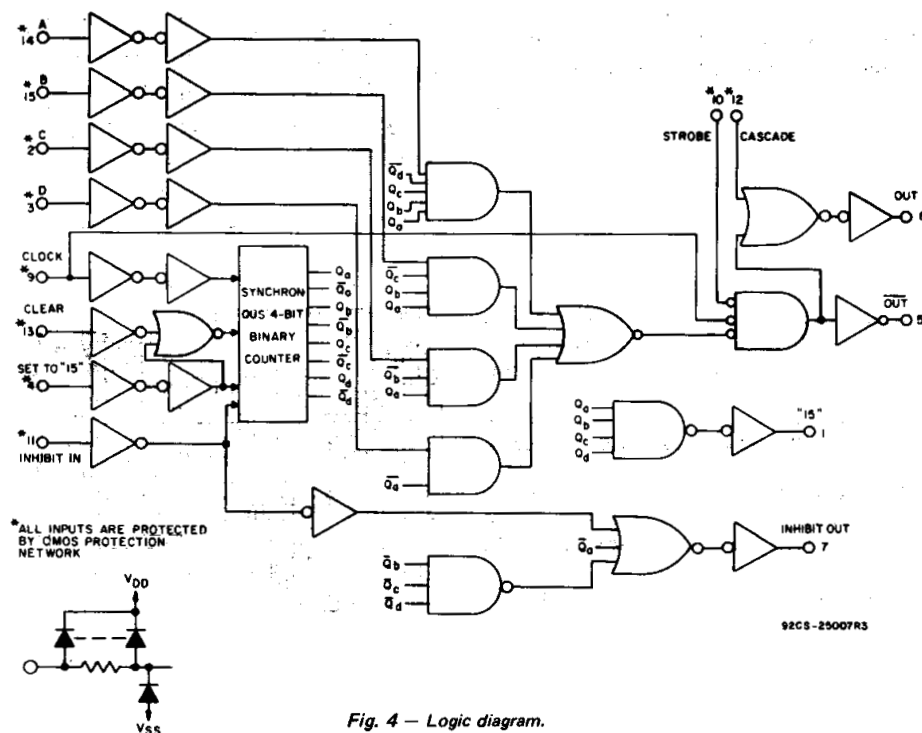 *14 A
*15 B
*2 C
*3 D
CLOCK
*9
CLEAR
*13
SET TO "15"
*4
*11
INHIBIT IN
SYNCHRON
OUS 4-BIT
BINARY
COUNTER
Qa
Q̅a
Qb
Q̅b
Qc
Q̅c
Qd
Q̅d
Q̅d
Qc
Qb
Qa
Q̅c
Qb
Qa
Q̅b
Qa
Q̅a
*10 *12
STROBE CASCADE
OUT
6
O̅U̅T̅
5
Qa
Qb
Qc
Qd
"15"
1
Q̅a
Q̅b
Q̅c
Q̅d
INHIBIT OUT
7
*ALL INPUTS ARE PROTECTED
BY CMOS PROTECTION
NETWORK
VDD
VSS
92CS-25007R3
Fig. 4 — Logic diagram.